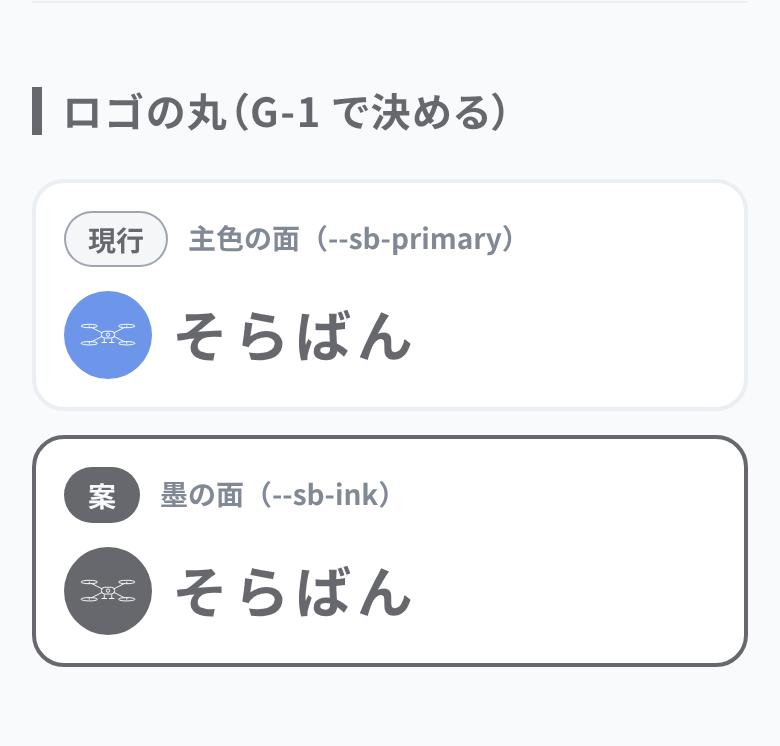 ロゴの丸（G-1 で決める）
現行 主色の面（--sb-primary）
そらばん
案 墨の面（--sb-ink）
そらばん